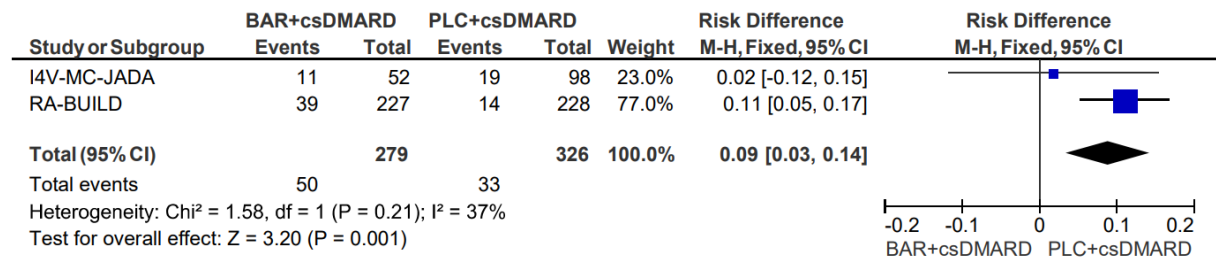 BAR+csDMARD PLC+csDMARD Risk Difference Risk Difference
Study or Subgroup Events Total Events Total Weight M-H, Fixed, 95% CI M-H, Fixed, 95% CI
I4V-MC-JADA 11 52 19 98 23.0% 0.02 [-0.12, 0.15]
RA-BUILD 39 227 14 228 77.0% 0.11 [0.05, 0.17]
Total (95% CI) 279 326 100.0% 0.09 [0.03, 0.14]
Total events 50 33
Heterogeneity: Chi² = 1.58, df = 1 (P = 0.21); I² = 37%
Test for overall effect: Z = 3.20 (P = 0.001)
-0.2 -0.1 0 0.1 0.2
BAR+csDMARD PLC+csDMARD